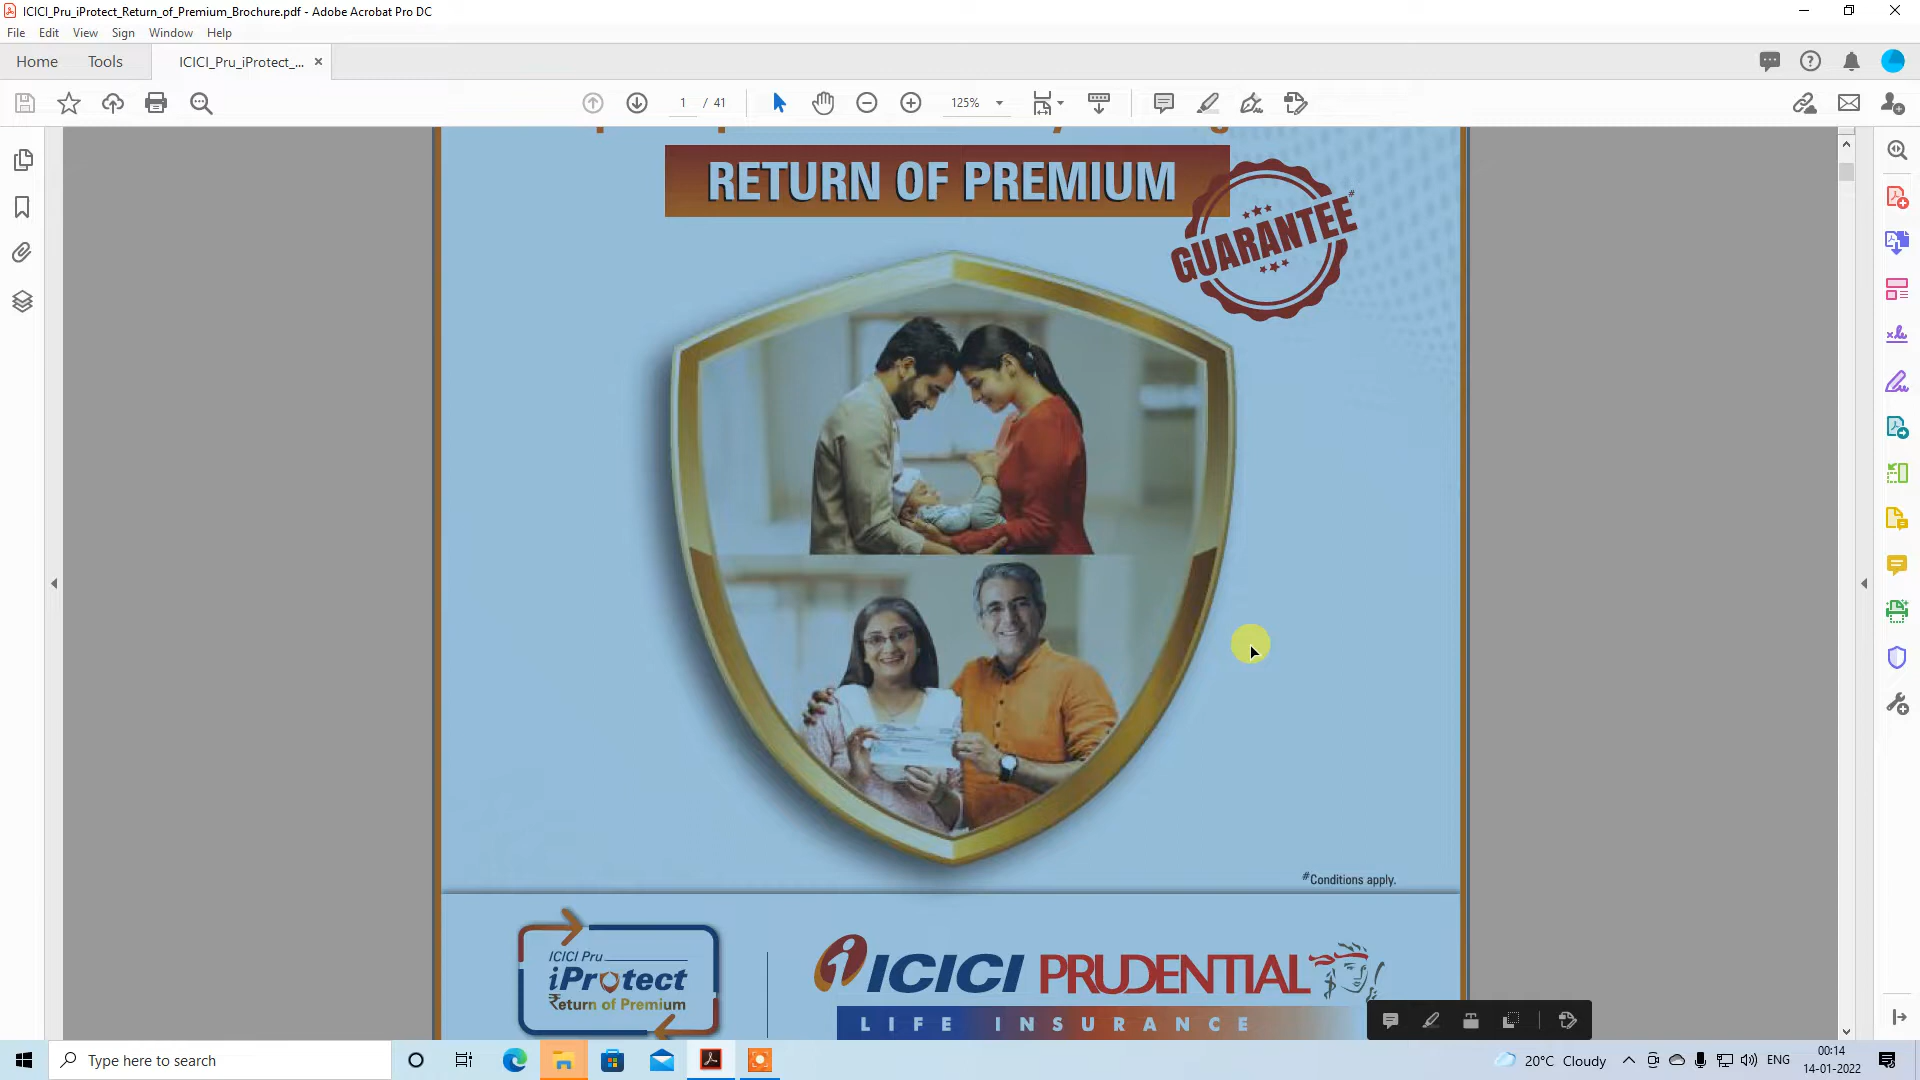 ICICI_Pru_iProtect_Return_of_Premium_Brochure.pdf - Adobe Acrobat Pro DC
File Edit View Sign Window Help
Home Tools ICICI_Pru_iProtect_...
1 / 41 125%
RETURN OF PREMIUM
GUARANTEE#
#Conditions apply.
ICICI Pru
iProtect
₹eturn of Premium
ICICI PRUDENTIAL
LIFE INSURANCE
Type here to search
20°C Cloudy
ENG
00:14
14-01-2022